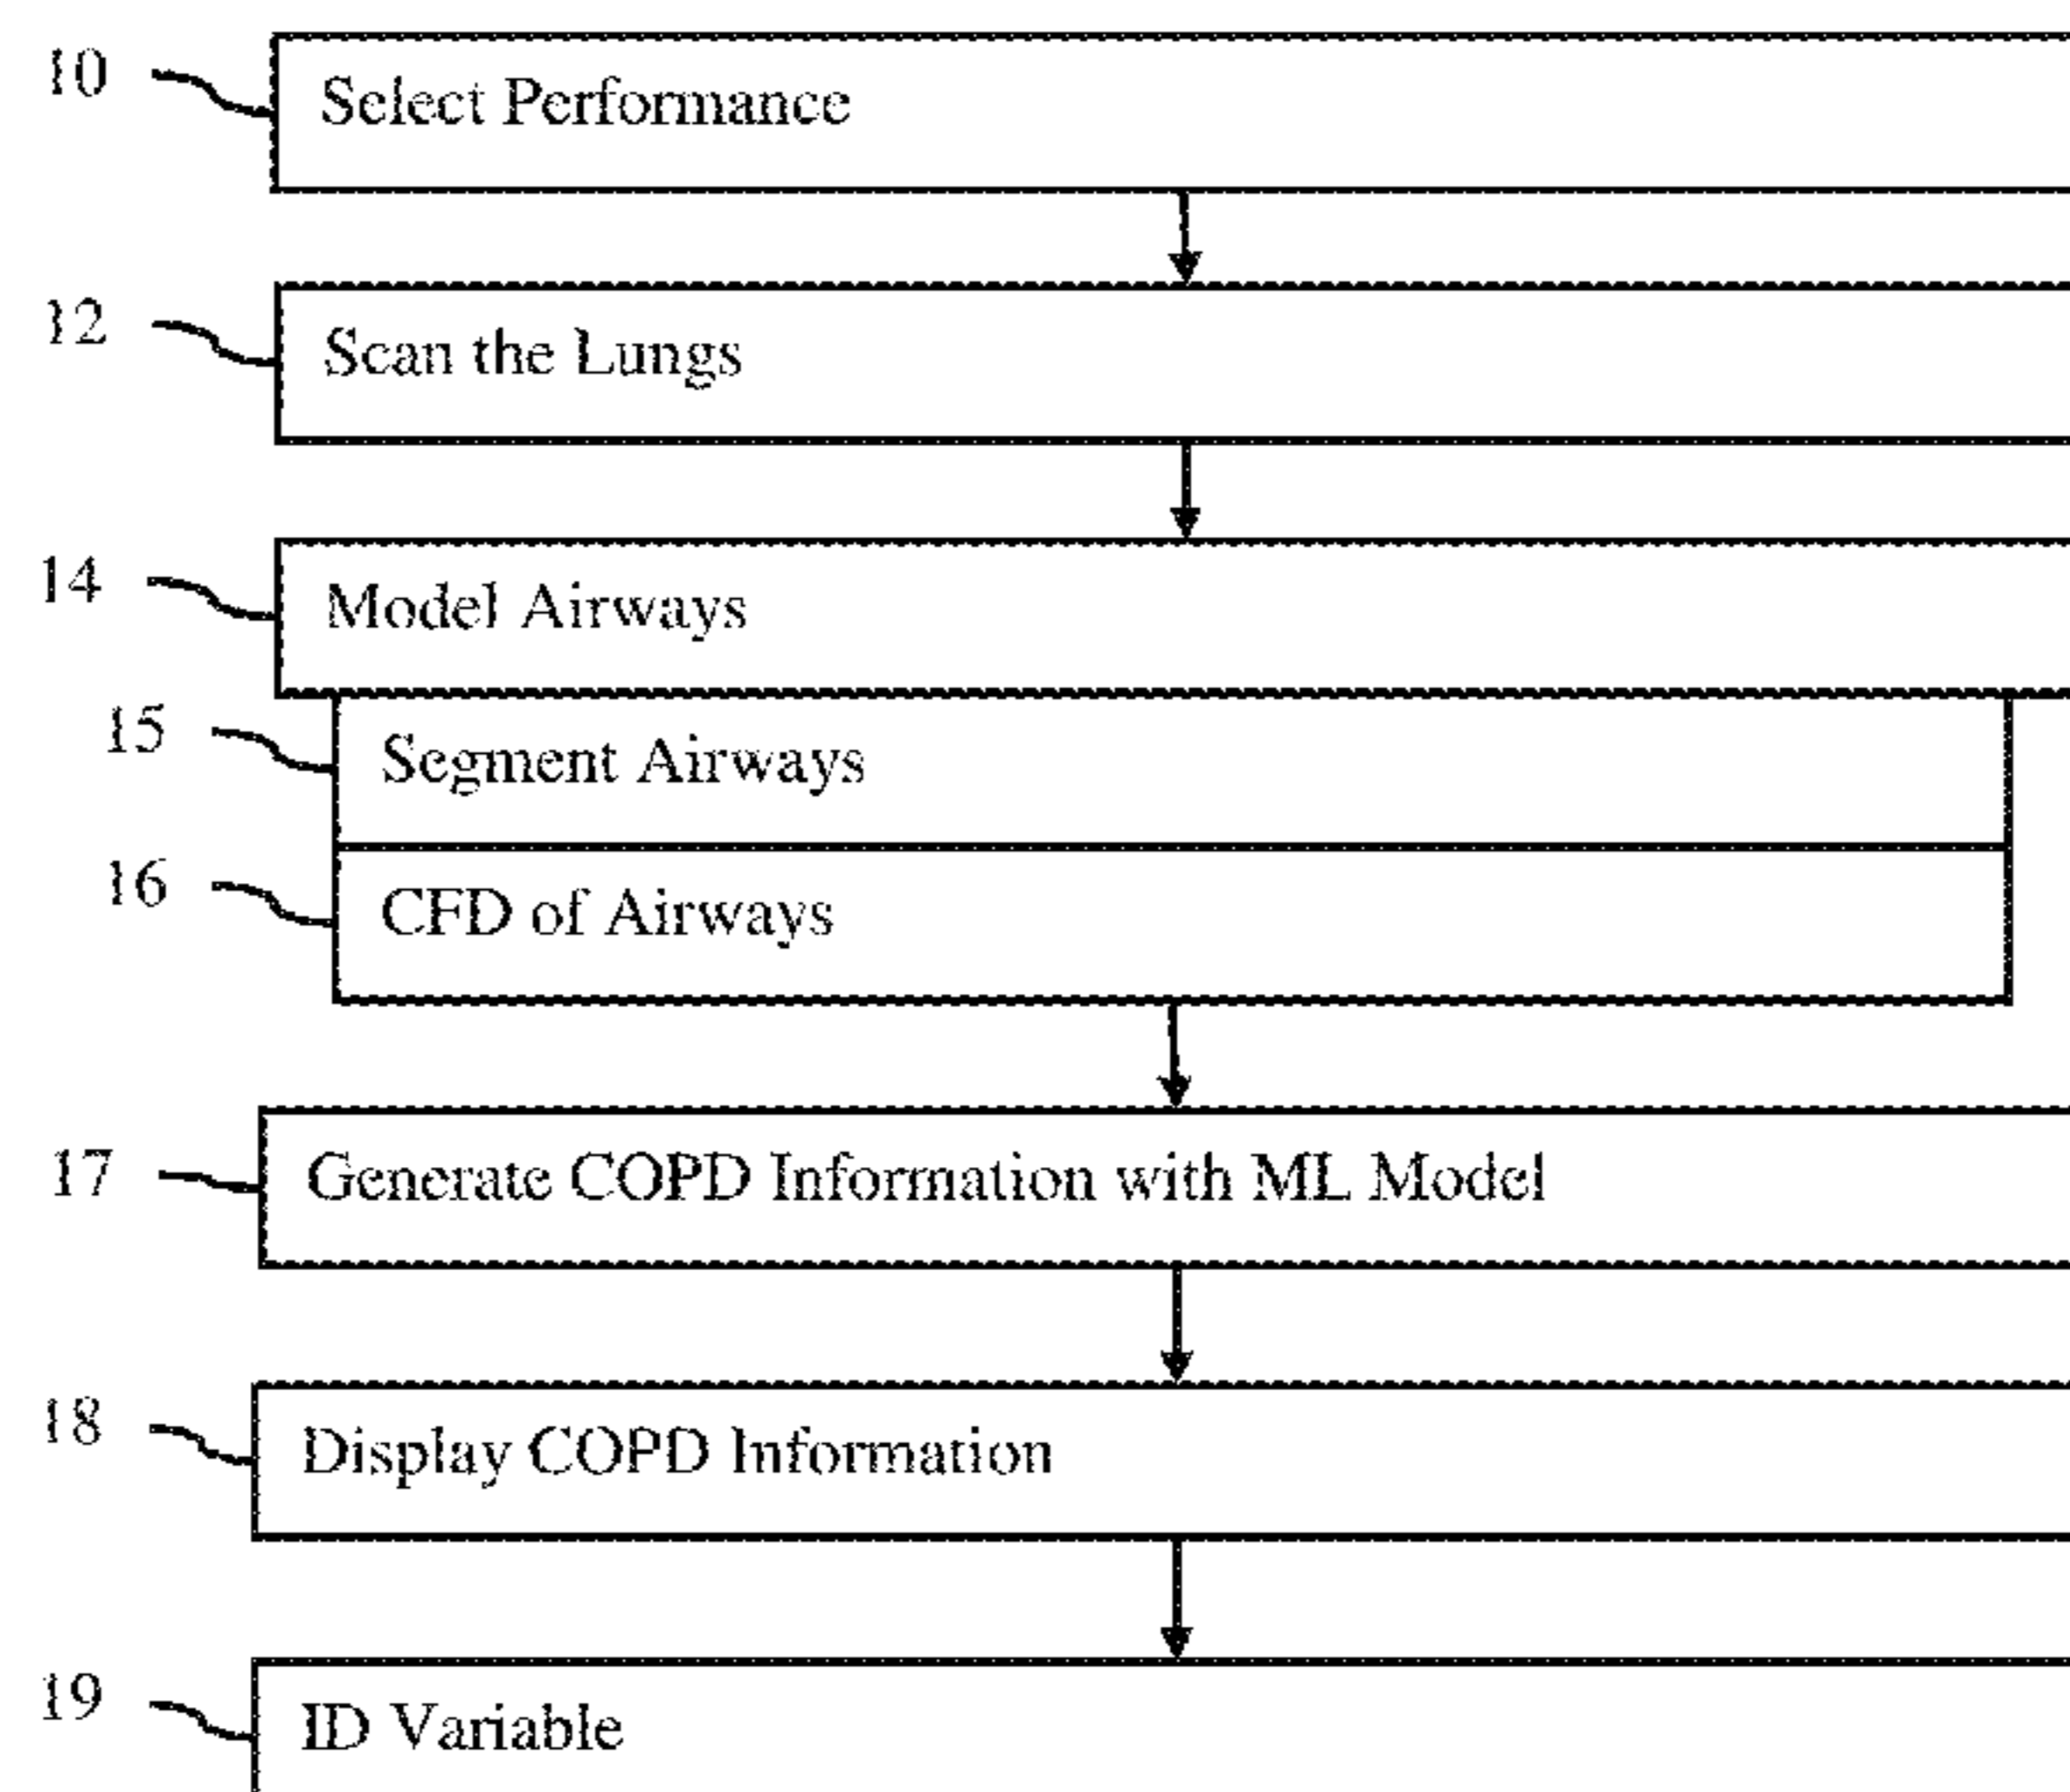 10 Select Performance
12 Scan the Lungs
14 Model Airways
15 Segment Airways
16 CFD of Airways
17 Generate COPD Information with ML Model
18 Display COPD Information
19 ID Variable